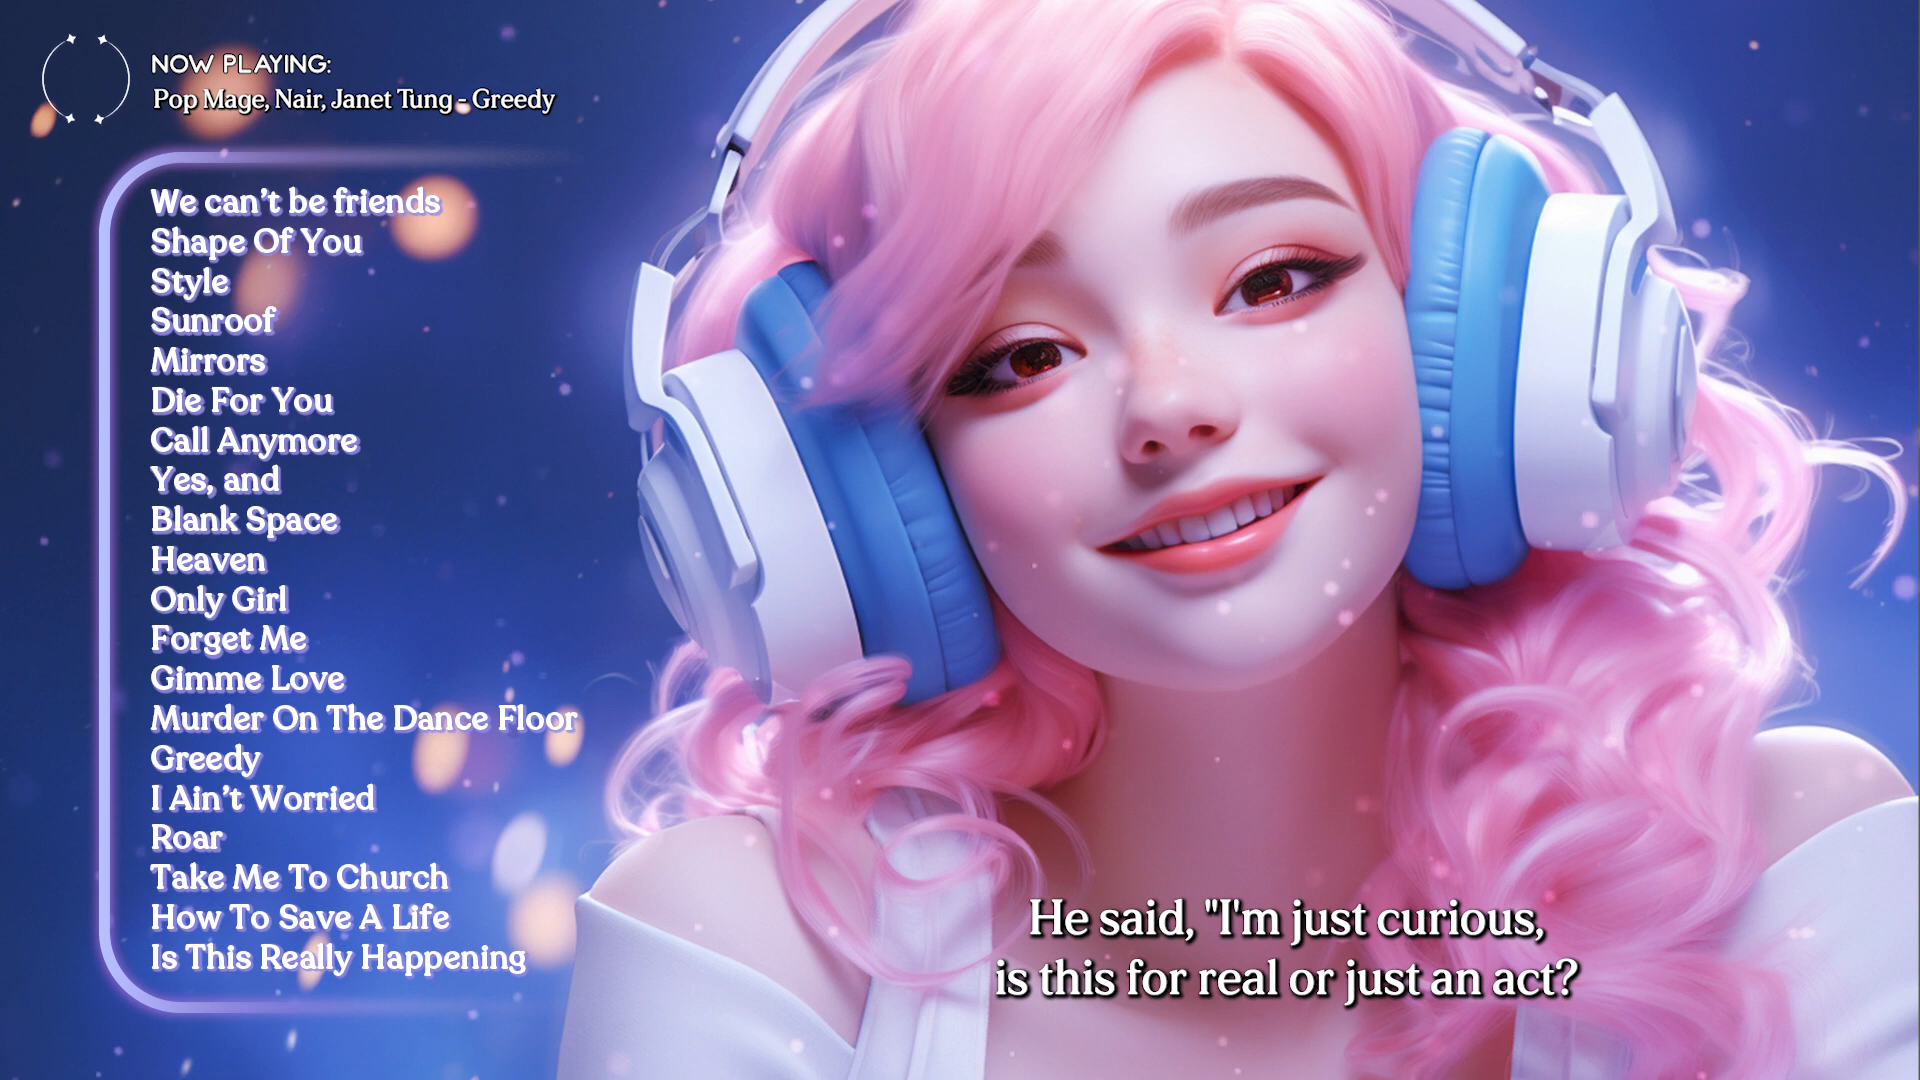 NOW PLAYING:
Pop Mage, Nair, Janet Tung - Greedy
We can't be friends
Shape Of You
Style
Sunroof
Mirrors
Die For You
Call Anymore
Yes, and
Blank Space
Heaven
Only Girl
Forget Me
Gimme Love
Murder On The Dance Floor
Greedy
I Ain't Worried
Roar
Take Me To Church
How To Save A Life
Is This Really Happening
He said, "I'm just curious,
is this for real or just an act?